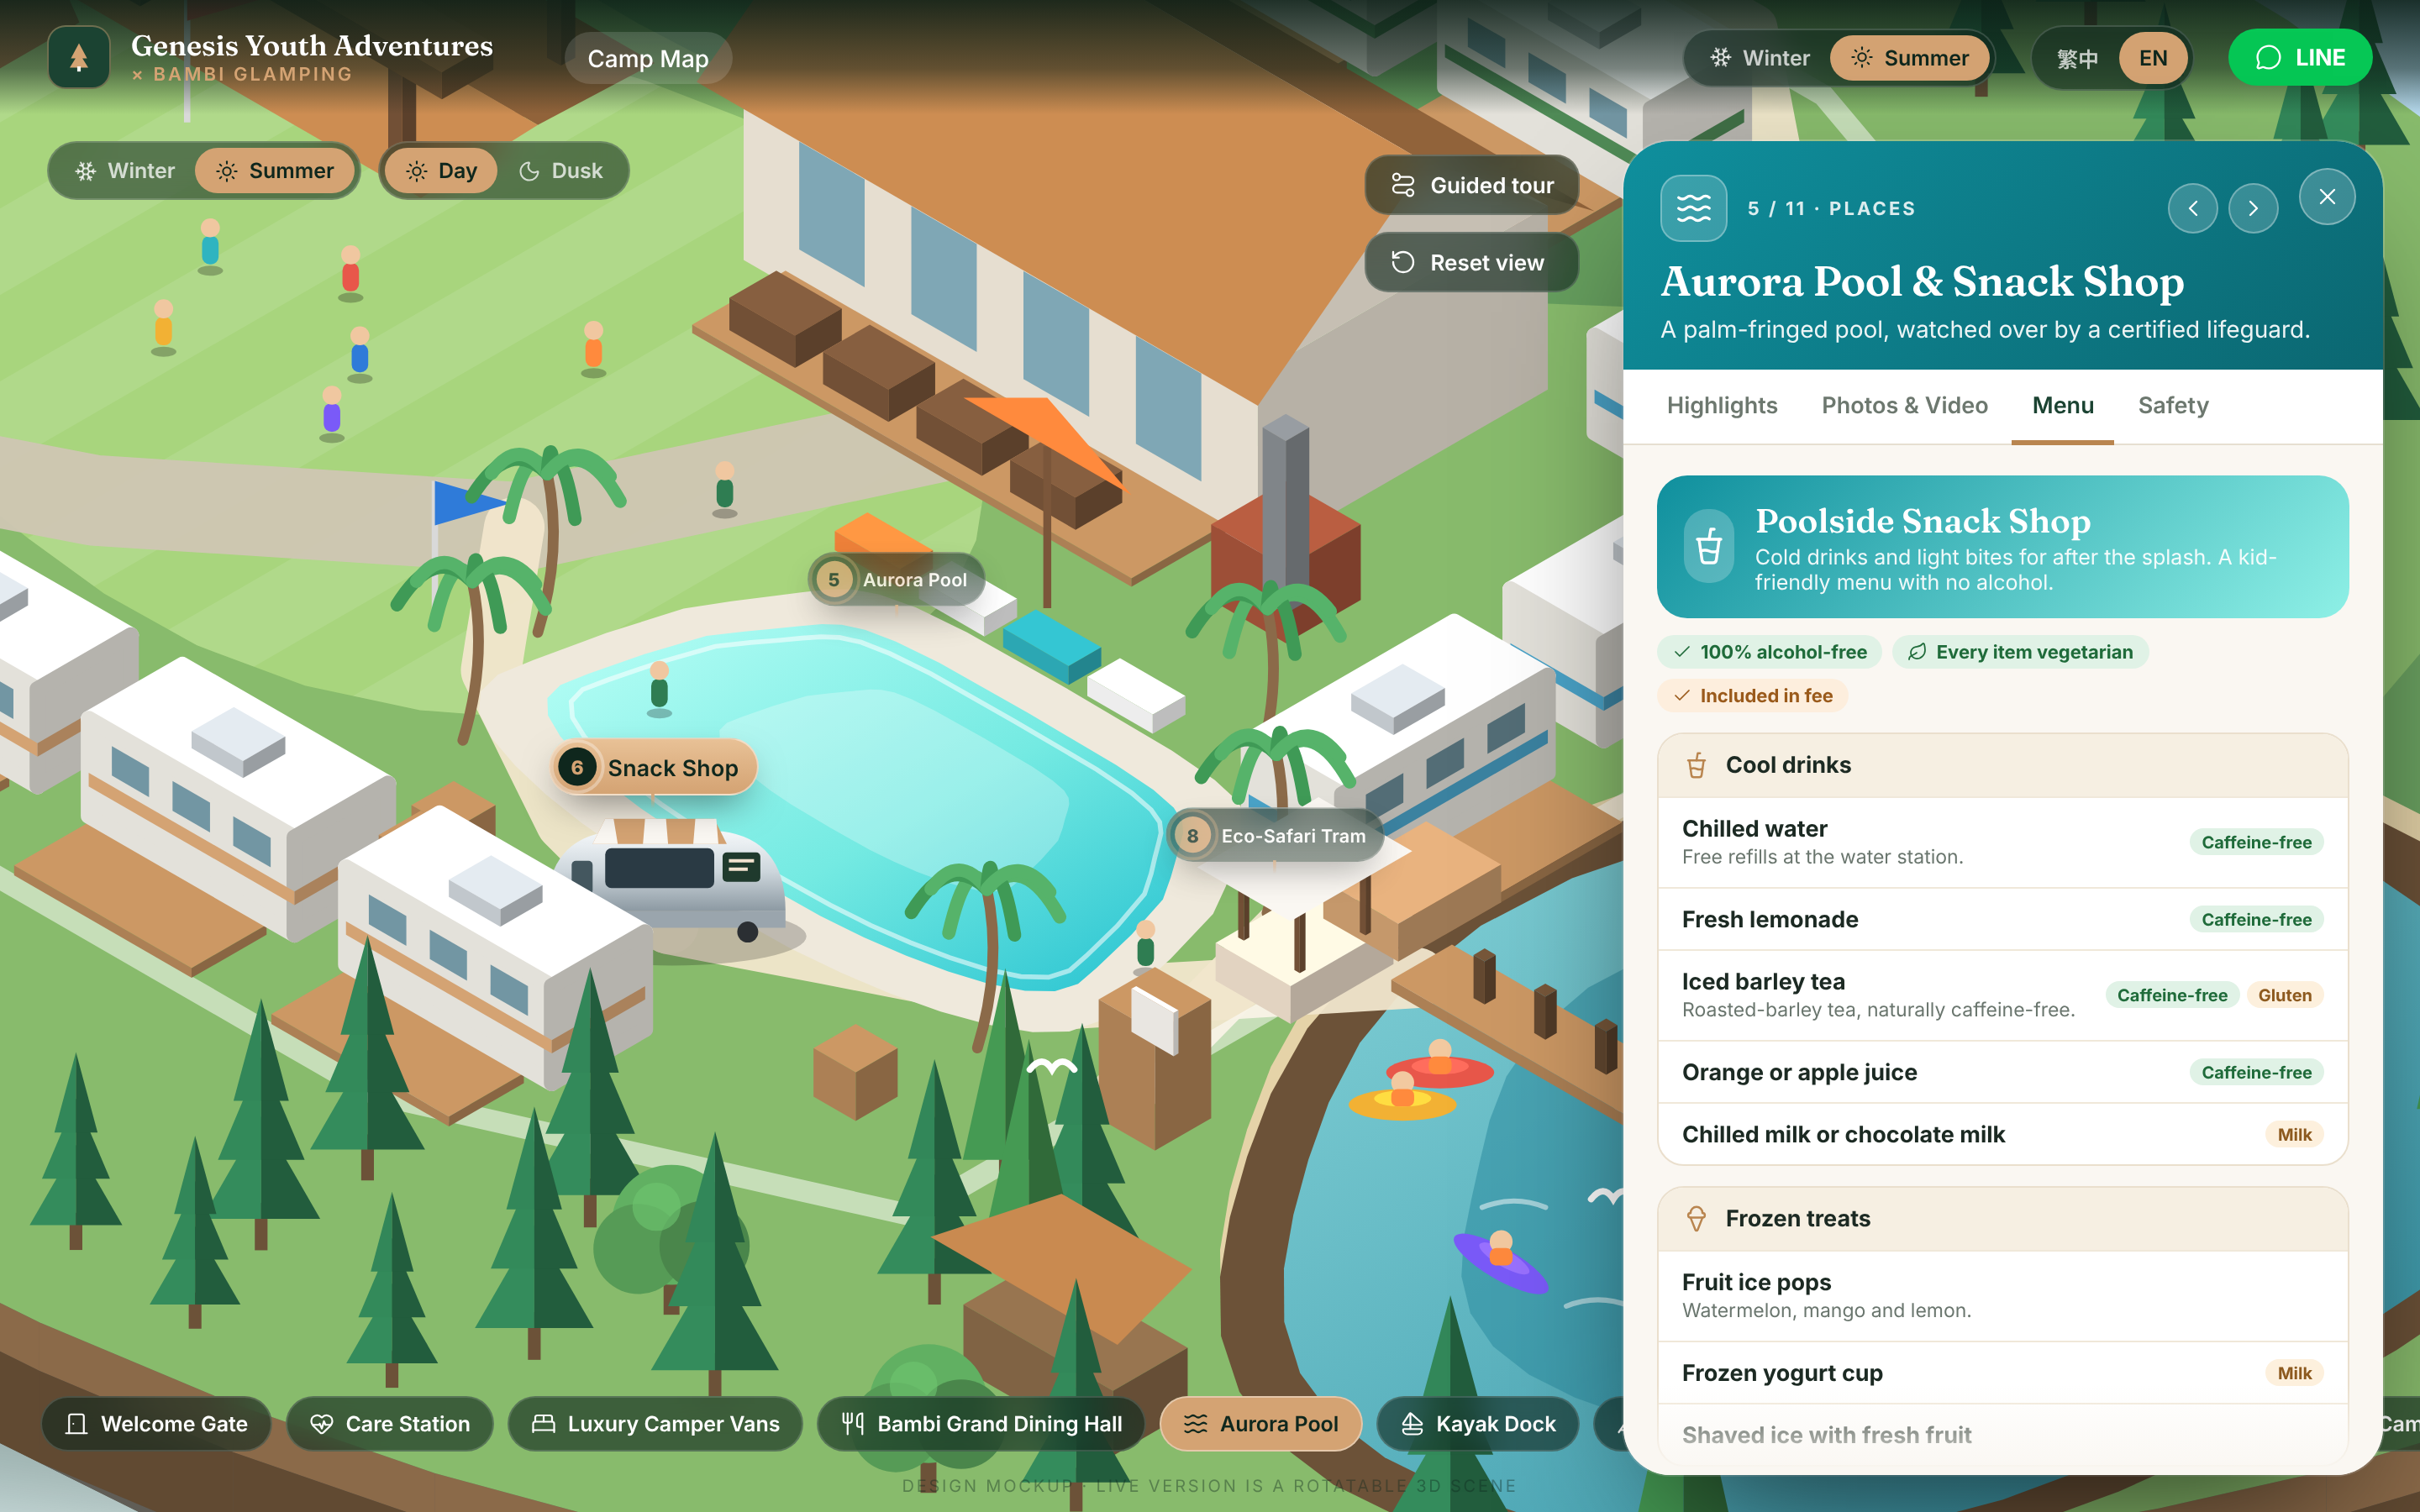 Genesis Youth Adventures
× BAMBI GLAMPING
Camp Map
Winter
Summer
繁中
EN
LINE
Winter
Summer
Day
Dusk
Guided tour
Reset view
5 / 11 · PLACES
Aurora Pool & Snack Shop
A palm-fringed pool, watched over by a certified lifeguard.
Highlights
Photos & Video
Menu
Safety
Poolside Snack Shop
Cold drinks and light bites for after the splash. A kid-
friendly menu with no alcohol.
100% alcohol-free
Every item vegetarian
Included in fee
Cool drinks
Chilled water
Free refills at the water station.
Caffeine-free
Fresh lemonade
Caffeine-free
Iced barley tea
Roasted-barley tea, naturally caffeine-free.
Caffeine-free
Gluten
Orange or apple juice
Caffeine-free
Chilled milk or chocolate milk
Milk
Frozen treats
Fruit ice pops
Watermelon, mango and lemon.
Frozen yogurt cup
Milk
Shaved ice with fresh fruit
5
Aurora Pool
6
Snack Shop
8
Eco-Safari Tram
Welcome Gate
Care Station
Luxury Camper Vans
Bambi Grand Dining Hall
Aurora Pool
Kayak Dock
DESIGN MOCKUP · LIVE VERSION IS A ROTATABLE 3D SCENE